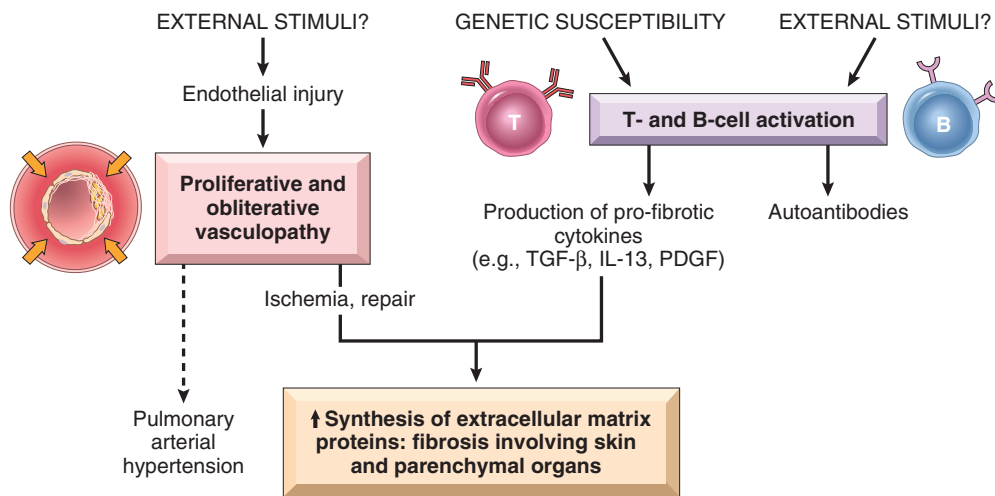 EXTERNAL STIMULI?
GENETIC SUSCEPTIBILITY
EXTERNAL STIMULI?
Endothelial injury
T
T- and B-cell activation
B
Proliferative and
obliterative
vasculopathy
Production of pro-fibrotic
cytokines
(e.g., TGF-β, IL-13, PDGF)
Autoantibodies
Ischemia, repair
Pulmonary
arterial
hypertension
⬆ Synthesis of extracellular matrix
proteins: fibrosis involving skin
and parenchymal organs